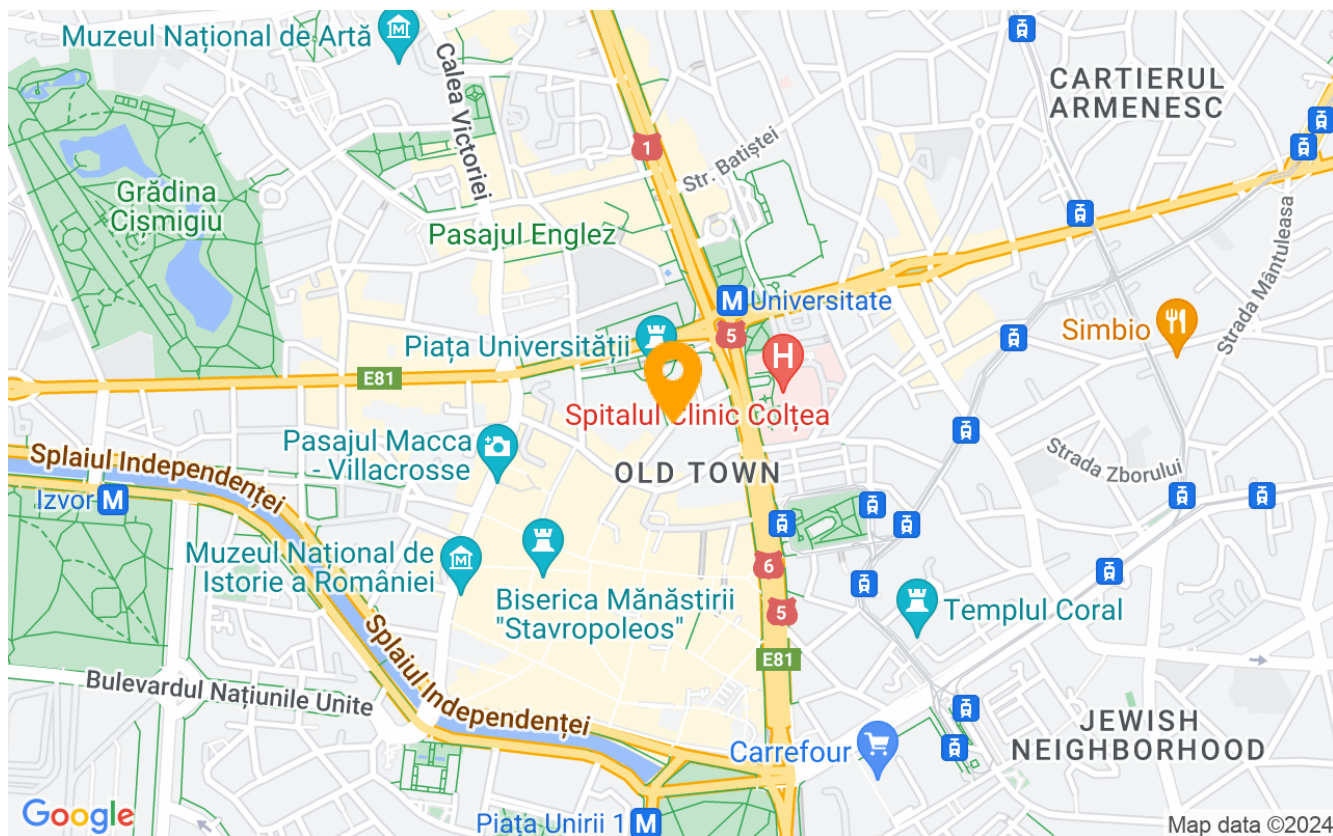 Muzeul Național de Artă
Calea Victoriei
CARTIERUL
ARMENESC
1
Str. Batiștei
Grădina
Cișmigiu
Pasajul Englez
Strada Mântuleasa
M Universitate
5
Simbio
Piața Universității
H
E81
Spitalul Clinic Colțea
Pasajul Macca
- Villacrosse
OLD TOWN
Splaiul Independenței
Strada Zborului
Izvor M
Muzeul Național de
Istorie a României
6
Biserica Mănăstirii
"Stavropoleos"
5
Templul Coral
Splaiul Independenței
E81
Bulevardul Națiunile Unite
JEWISH
NEIGHBORHOOD
Carrefour
Google
Piața Unirii 1 M
Map data ©2024